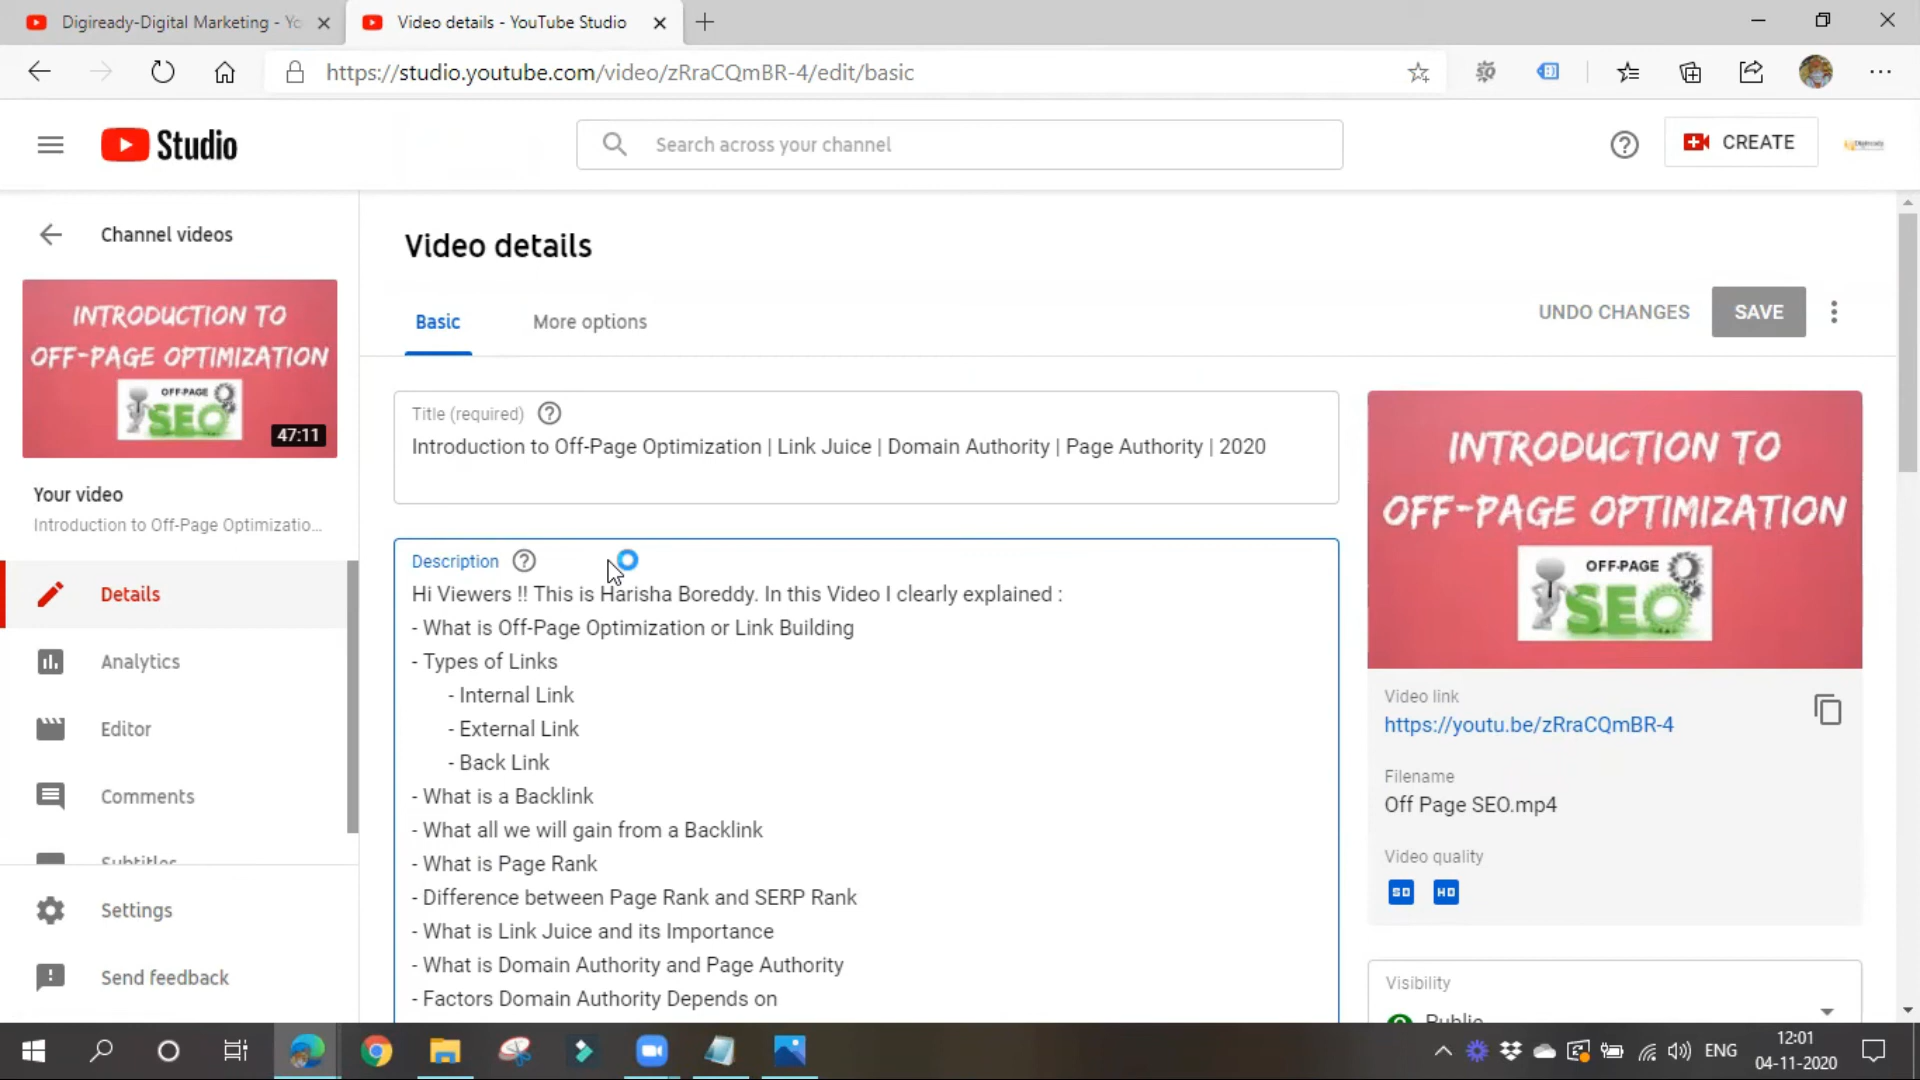 Digiready-Digital Marketing - Yo
Video details - YouTube Studio
https://studio.youtube.com/video/zRraCQmBR-4/edit/basic
Studio
Search across your channel
CREATE
Channel videos
Video details
Basic
More options
UNDO CHANGES
SAVE
INTRODUCTION TO
OFF-PAGE OPTIMIZATION
OFF-PAGE
SEO
47:11
Your video
Introduction to Off-Page Optimizatio...
Title (required)
Introduction to Off-Page Optimization | Link Juice | Domain Authority | Page Authority | 2020
Description
Hi Viewers !! This is Harisha Boreddy. In this Video I clearly explained :
- What is Off-Page Optimization or Link Building
- Types of Links
- Internal Link
- External Link
- Back Link
- What is a Backlink
- What all we will gain from a Backlink
- What is Page Rank
- Difference between Page Rank and SERP Rank
- What is Link Juice and its Importance
- What is Domain Authority and Page Authority
- Factors Domain Authority Depends on
INTRODUCTION TO
OFF-PAGE OPTIMIZATION
OFF-PAGE
SEO
Video link
https://youtu.be/zRraCQmBR-4
Filename
Off Page SEO.mp4
Video quality
SD HD
Visibility
Public
Details
Analytics
Editor
Comments
Subtitles
Settings
Send feedback
ENG
12:01
04-11-2020